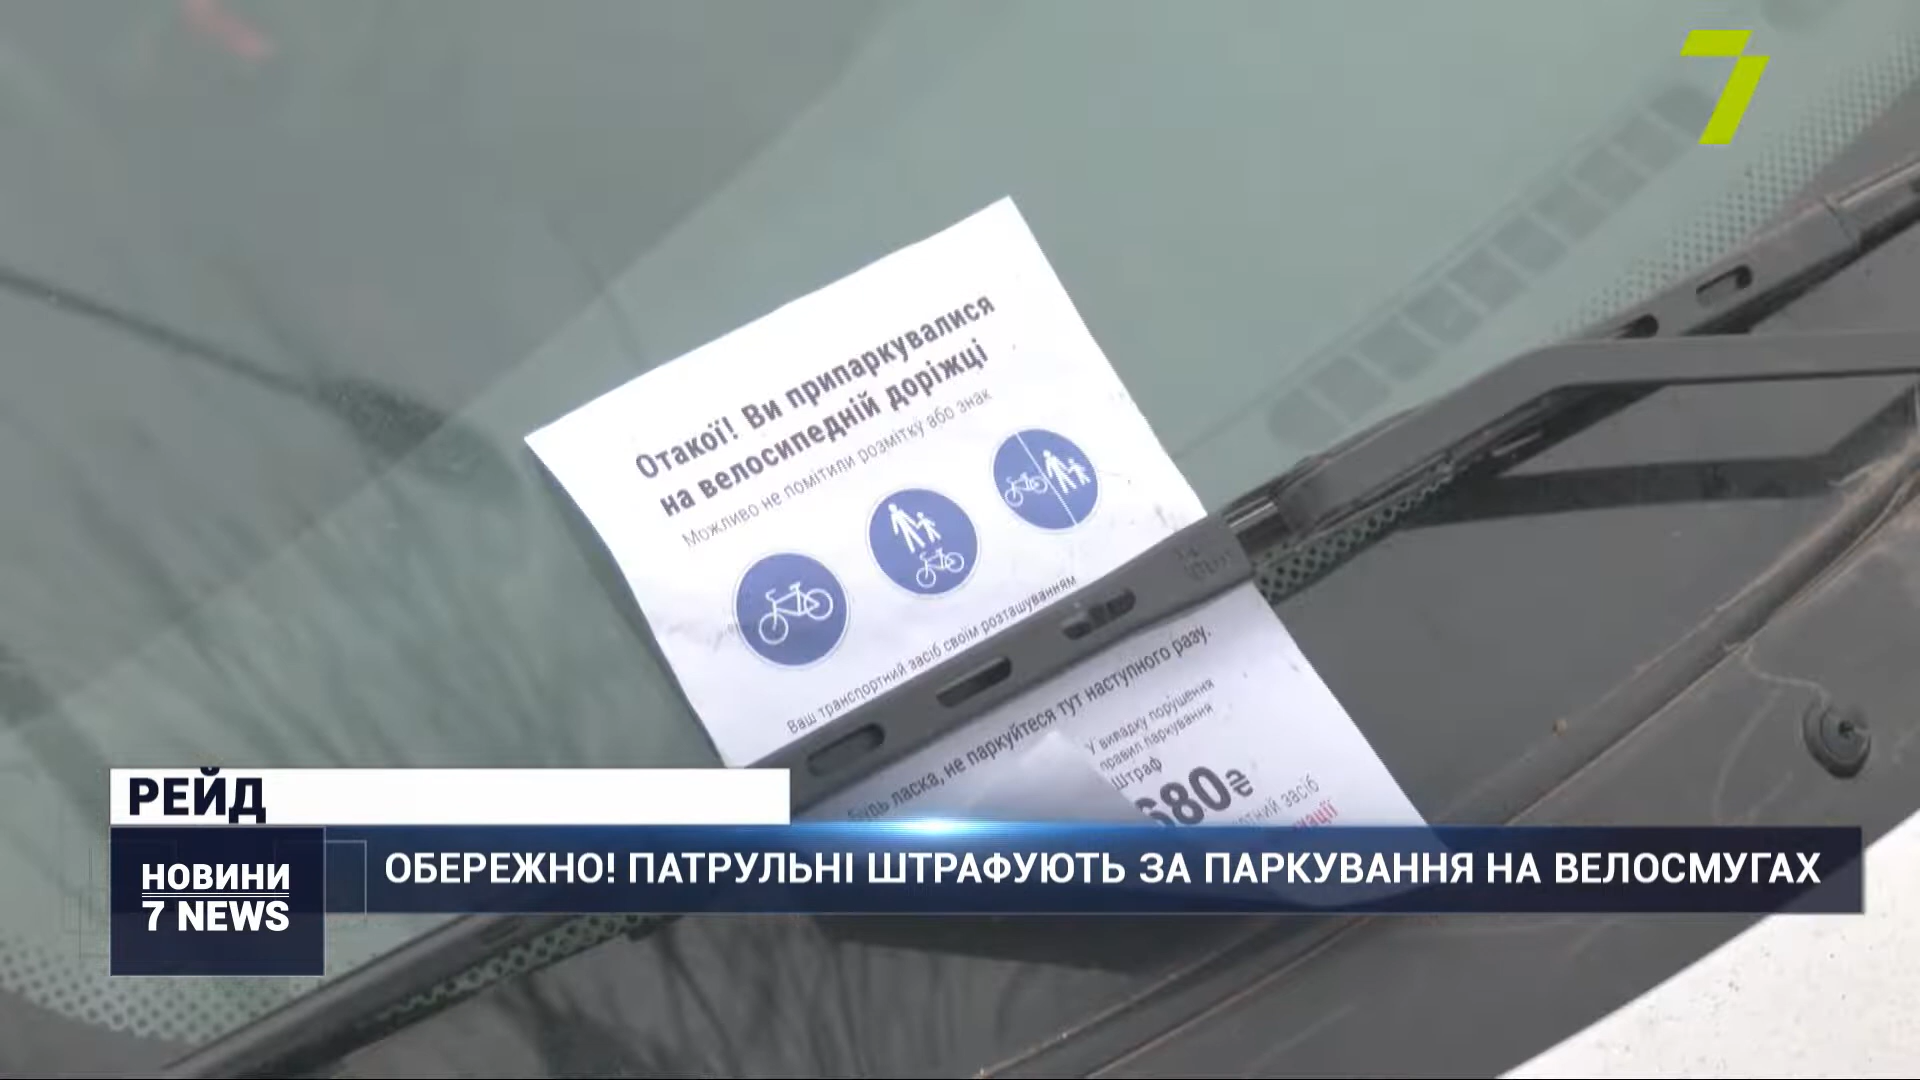 7
Отакої! Ви припаркувалися
на велосипедній доріжці
Можливо не помітили розмітку або знак
Ваш транспортний засіб своїм розташуванням
Будь ласка, не паркуйтеся тут наступного разу.
У випадку порушення
правил паркування
Штраф
680₴
засіб
РЕЙД
НОВИНИ
7 NEWS
ОБЕРЕЖНО! ПАТРУЛЬНІ ШТРАФУЮТЬ ЗА ПАРКУВАННЯ НА ВЕЛОСМУГАХ